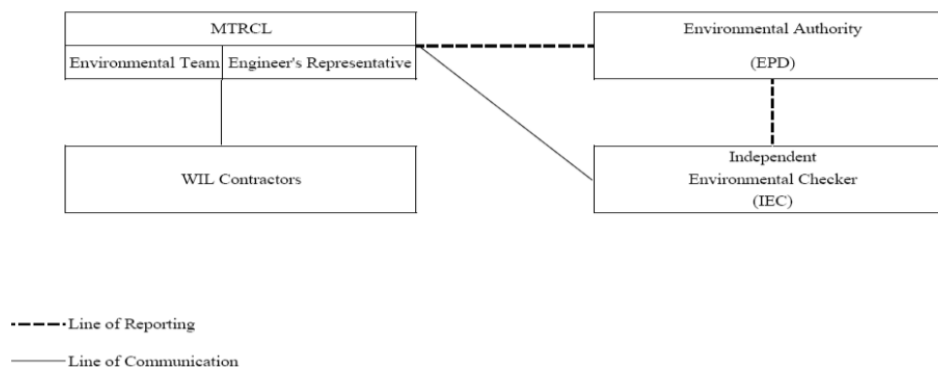 MTRCL
Environmental Team
Engineer's Representative
Environmental Authority
(EPD)
WIL Contractors
Independent
Environmental Checker
(IEC)
Line of Reporting
Line of Communication